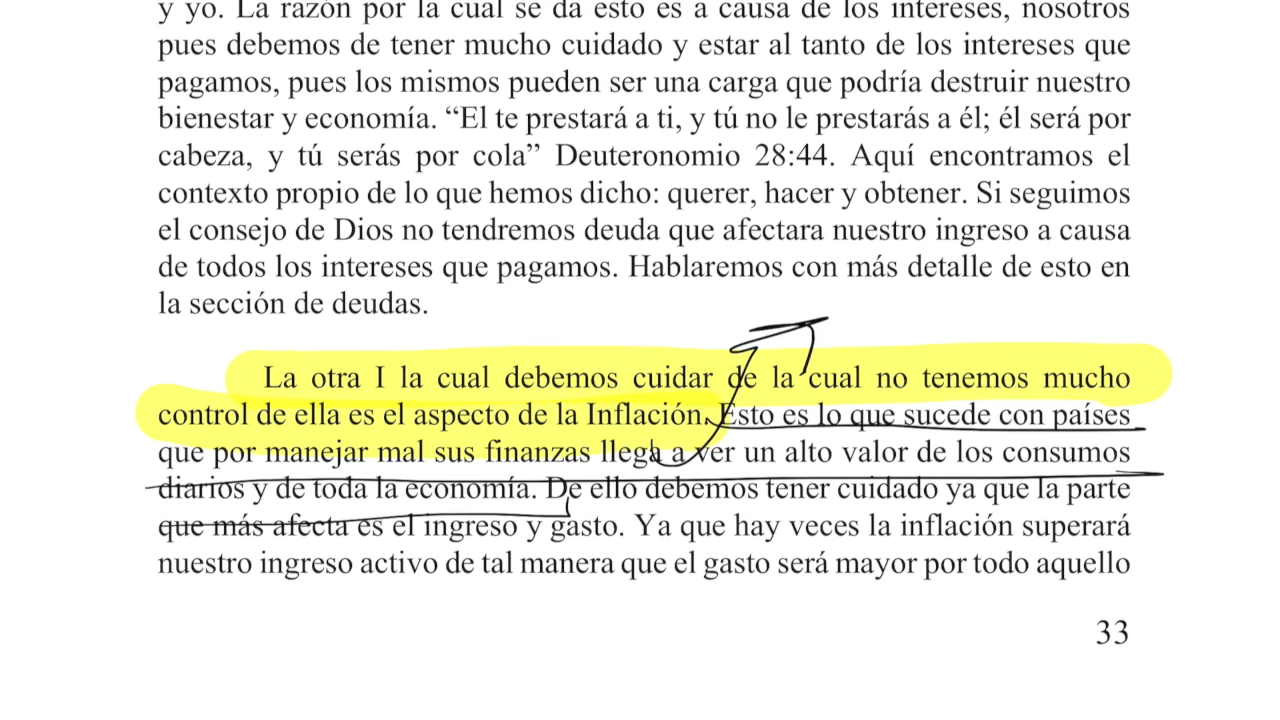 y yo. La razón por la cual se da esto es a causa de los intereses, nosotros
pues debemos de tener mucho cuidado y estar al tanto de los intereses que
pagamos, pues los mismos pueden ser una carga que podría destruir nuestro
bienestar y economía. “El te prestará a ti, y tú no le prestarás a él; él será por
cabeza, y tú serás por cola” Deuteronomio 28:44. Aquí encontramos el
contexto propio de lo que hemos dicho: querer, hacer y obtener. Si seguimos
el consejo de Dios no tendremos deuda que afectara nuestro ingreso a causa
de todos los intereses que pagamos. Hablaremos con más detalle de esto en
la sección de deudas.
La otra I la cual debemos cuidar de la cual no tenemos mucho
control de ella es el aspecto de la Inflación. Esto es lo que sucede con países
que por manejar mal sus finanzas llega a ver un alto valor de los consumos
diarios y de toda la economía. De ello debemos tener cuidado ya que la parte
que más afecta es el ingreso y gasto. Ya que hay veces la inflación superará
nuestro ingreso activo de tal manera que el gasto será mayor por todo aquello
33